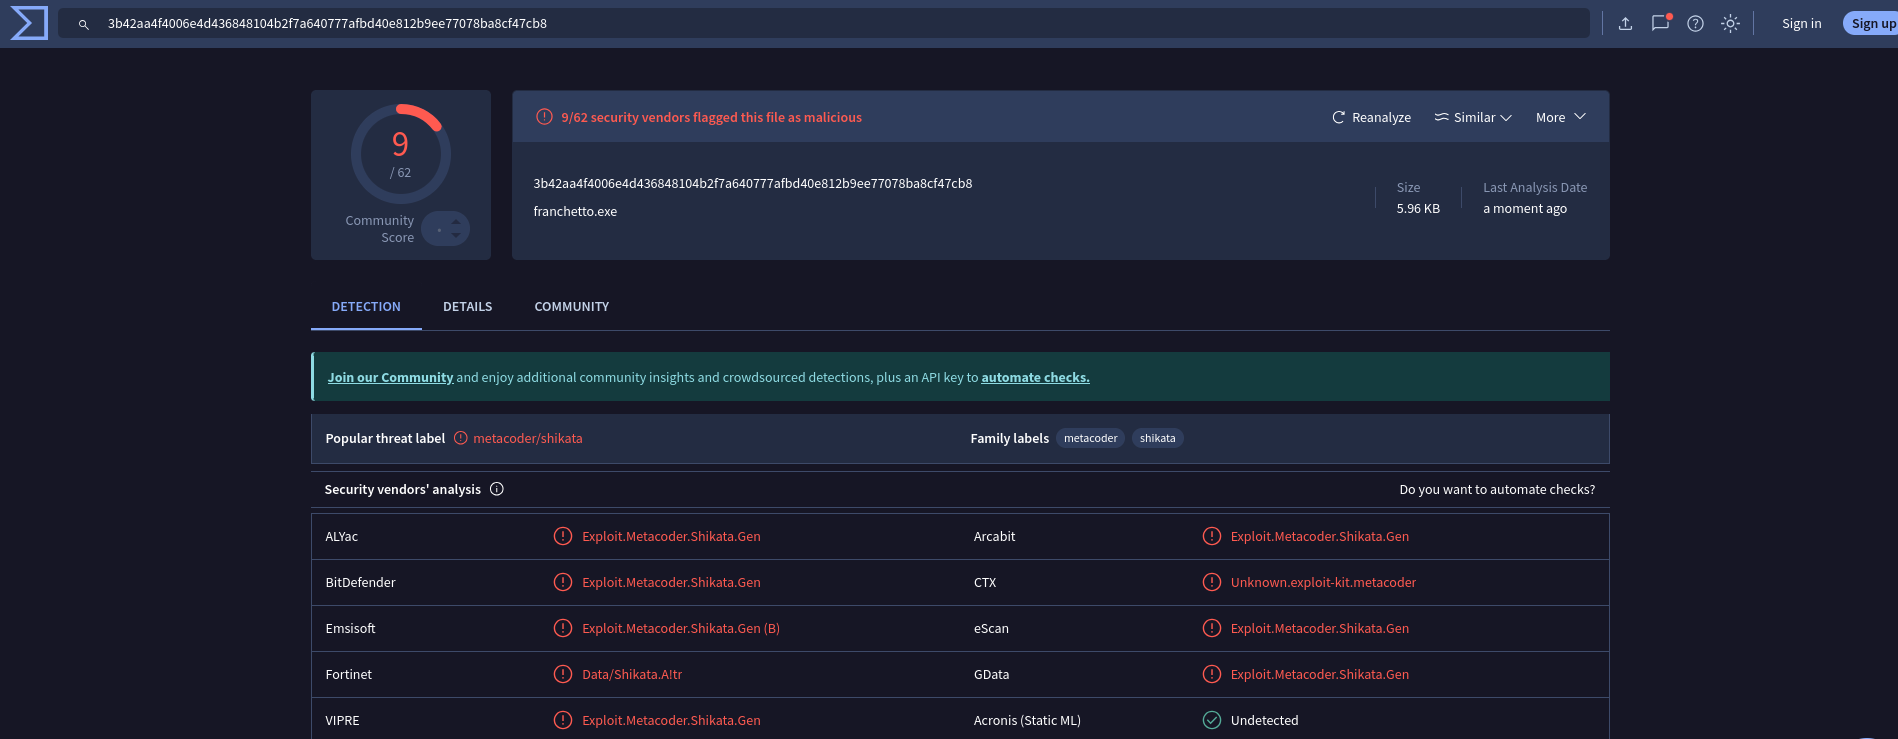 3b42aa4f4006e4d436848104b2f7a640777afbd40e812b9ee77078ba8cf47cb8
Sign in
Sign up
9
/ 62
Community
Score
9/62 security vendors flagged this file as malicious
Reanalyze
Similar
More
3b42aa4f4006e4d436848104b2f7a640777afbd40e812b9ee77078ba8cf47cb8
franchetto.exe
Size
5.96 KB
Last Analysis Date
a moment ago
DETECTION
DETAILS
COMMUNITY
Join our Community and enjoy additional community insights and crowdsourced detections, plus an API key to automate checks.
Popular threat label
metacoder/shikata
Family labels
metacoder
shikata
Security vendors' analysis
Do you want to automate checks?
ALYac
Exploit.Metacoder.Shikata.Gen
Arcabit
Exploit.Metacoder.Shikata.Gen
BitDefender
Exploit.Metacoder.Shikata.Gen
CTX
Unknown.exploit-kit.metacoder
Emsisoft
Exploit.Metacoder.Shikata.Gen (B)
eScan
Exploit.Metacoder.Shikata.Gen
Fortinet
Data/Shikata.A!tr
GData
Exploit.Metacoder.Shikata.Gen
VIPRE
Exploit.Metacoder.Shikata.Gen
Acronis (Static ML)
Undetected